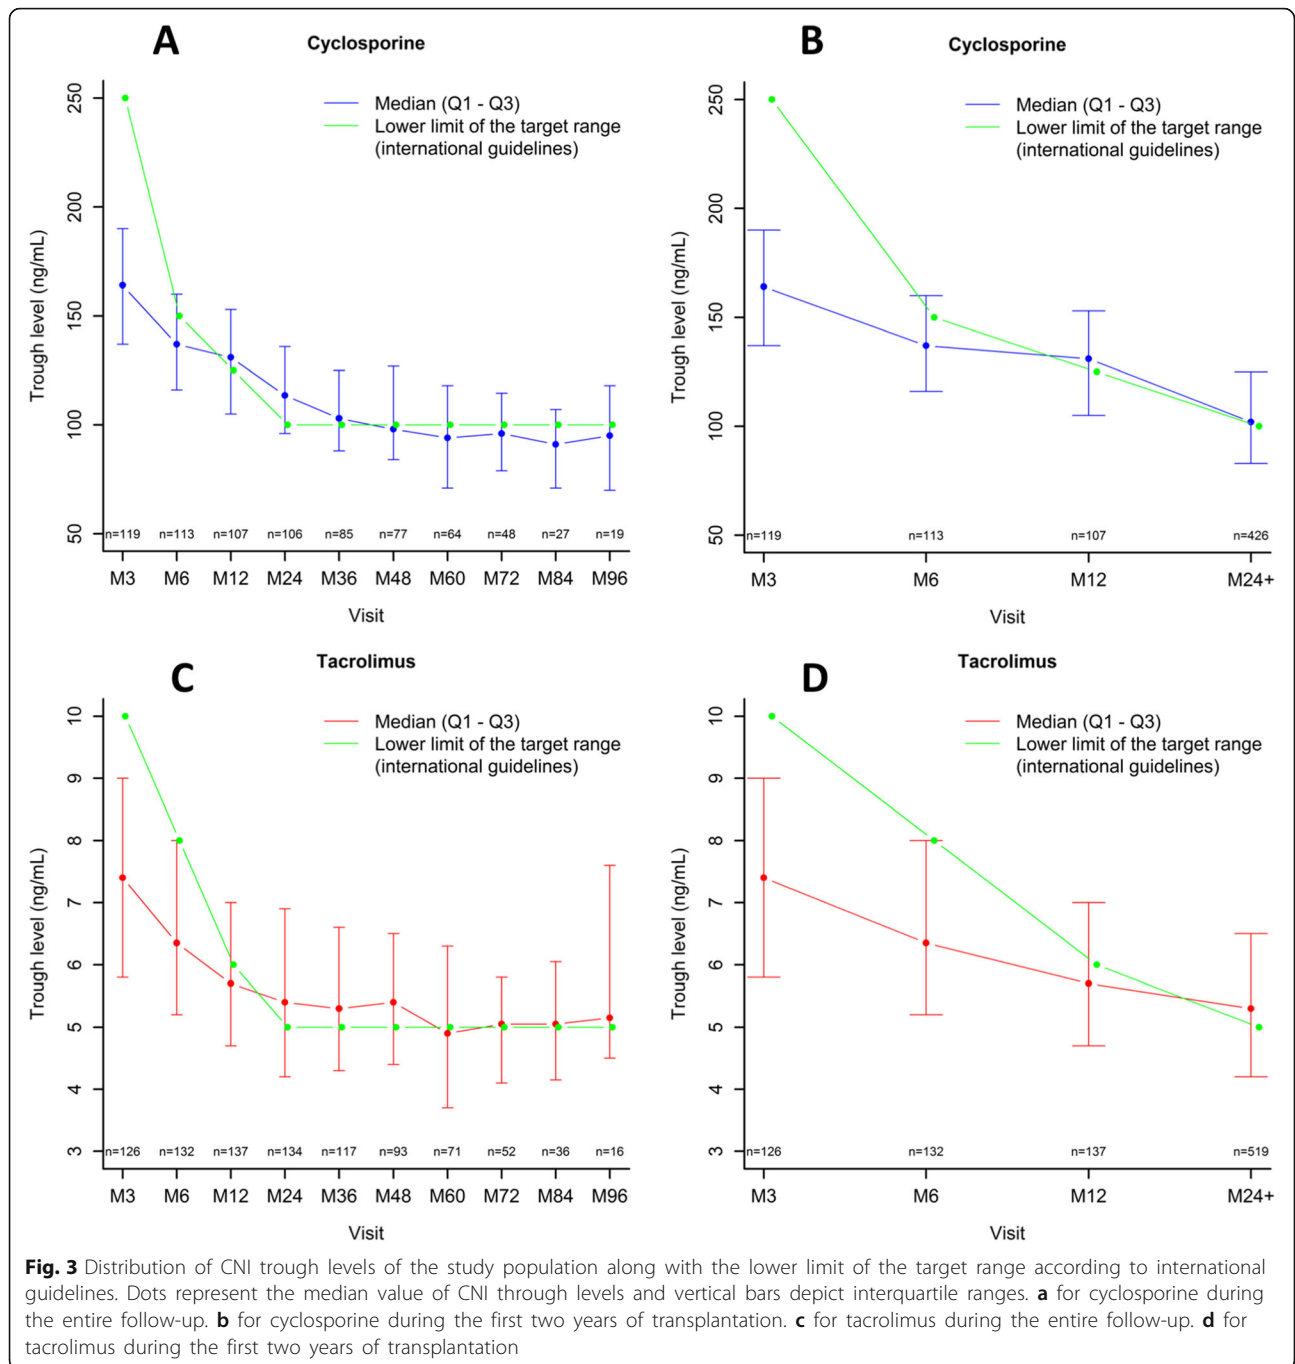 A
Cyclosporine
Median (Q1 - Q3)
Lower limit of the target range
(international guidelines)
Trough level (ng/mL)
250
200
150
100
50
n=119 n=113 n=107 n=106 n=85 n=77 n=64 n=48 n=27 n=19
M3 M6 M12 M24 M36 M48 M60 M72 M84 M96
Visit
B
Cyclosporine
Median (Q1 - Q3)
Lower limit of the target range
(international guidelines)
Trough level (ng/mL)
250
200
150
100
50
n=119 n=113 n=107 n=426
M3 M6 M12 M24+
Visit
C
Tacrolimus
Median (Q1 - Q3)
Lower limit of the target range
(international guidelines)
Trough level (ng/mL)
10
9
8
7
6
5
4
3
n=126 n=132 n=137 n=134 n=117 n=93 n=71 n=52 n=36 n=16
M3 M6 M12 M24 M36 M48 M60 M72 M84 M96
Visit
D
Tacrolimus
Median (Q1 - Q3)
Lower limit of the target range
(international guidelines)
Trough level (ng/mL)
10
9
8
7
6
5
4
3
n=126 n=132 n=137 n=519
M3 M6 M12 M24+
Visit
Fig. 3 Distribution of CNI trough levels of the study population along with the lower limit of the target range according to international
guidelines. Dots represent the median value of CNI through levels and vertical bars depict interquartile ranges. a for cyclosporine during
the entire follow-up. b for cyclosporine during the first two years of transplantation. c for tacrolimus during the entire follow-up. d for
tacrolimus during the first two years of transplantation